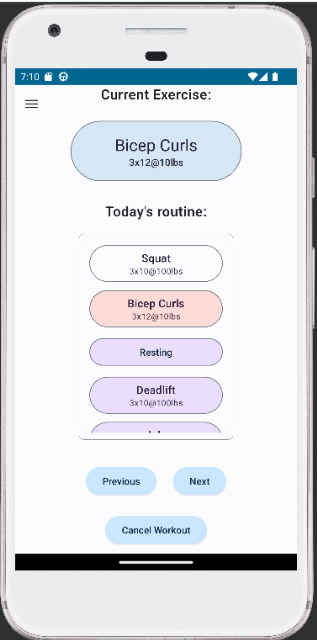 7:10
Current Exercise:
Bicep Curls
3x12@10lbs
Today's routine:
Squat
3x10@100lbs
Bicep Curls
3x12@10lbs
Resting
Deadlift
3x10@100lbs
Previous
Next
Cancel Workout